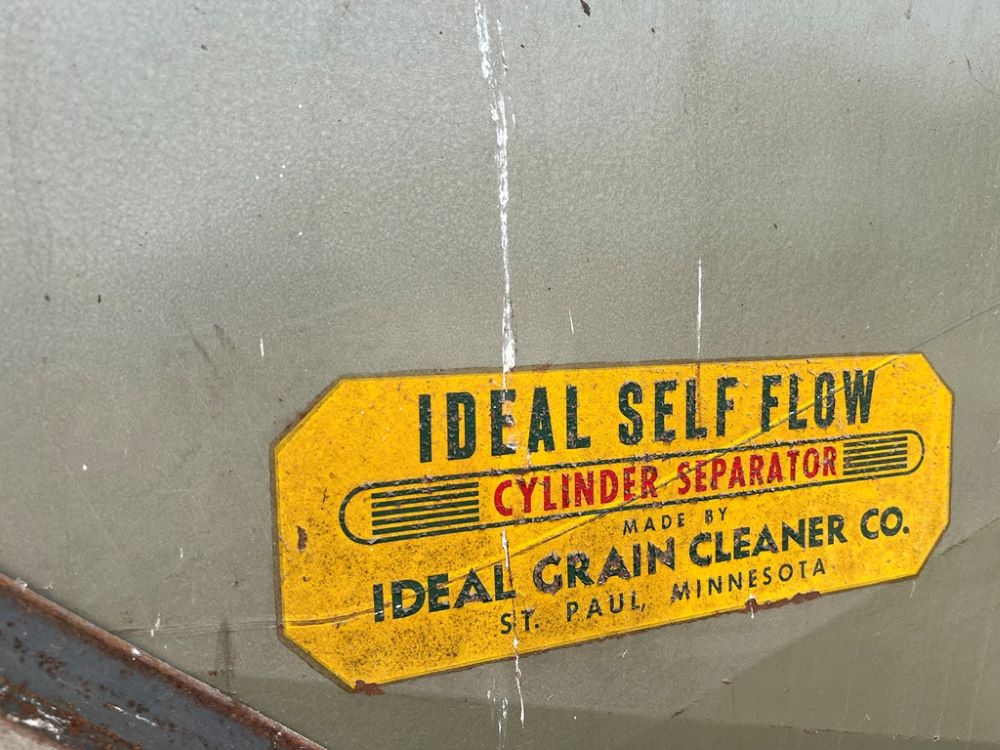 IDEAL SELF FLOW
CYLINDER SEPARATOR
MADE BY
IDEAL GRAIN CLEANER CO.
ST. PAUL, MINNESOTA